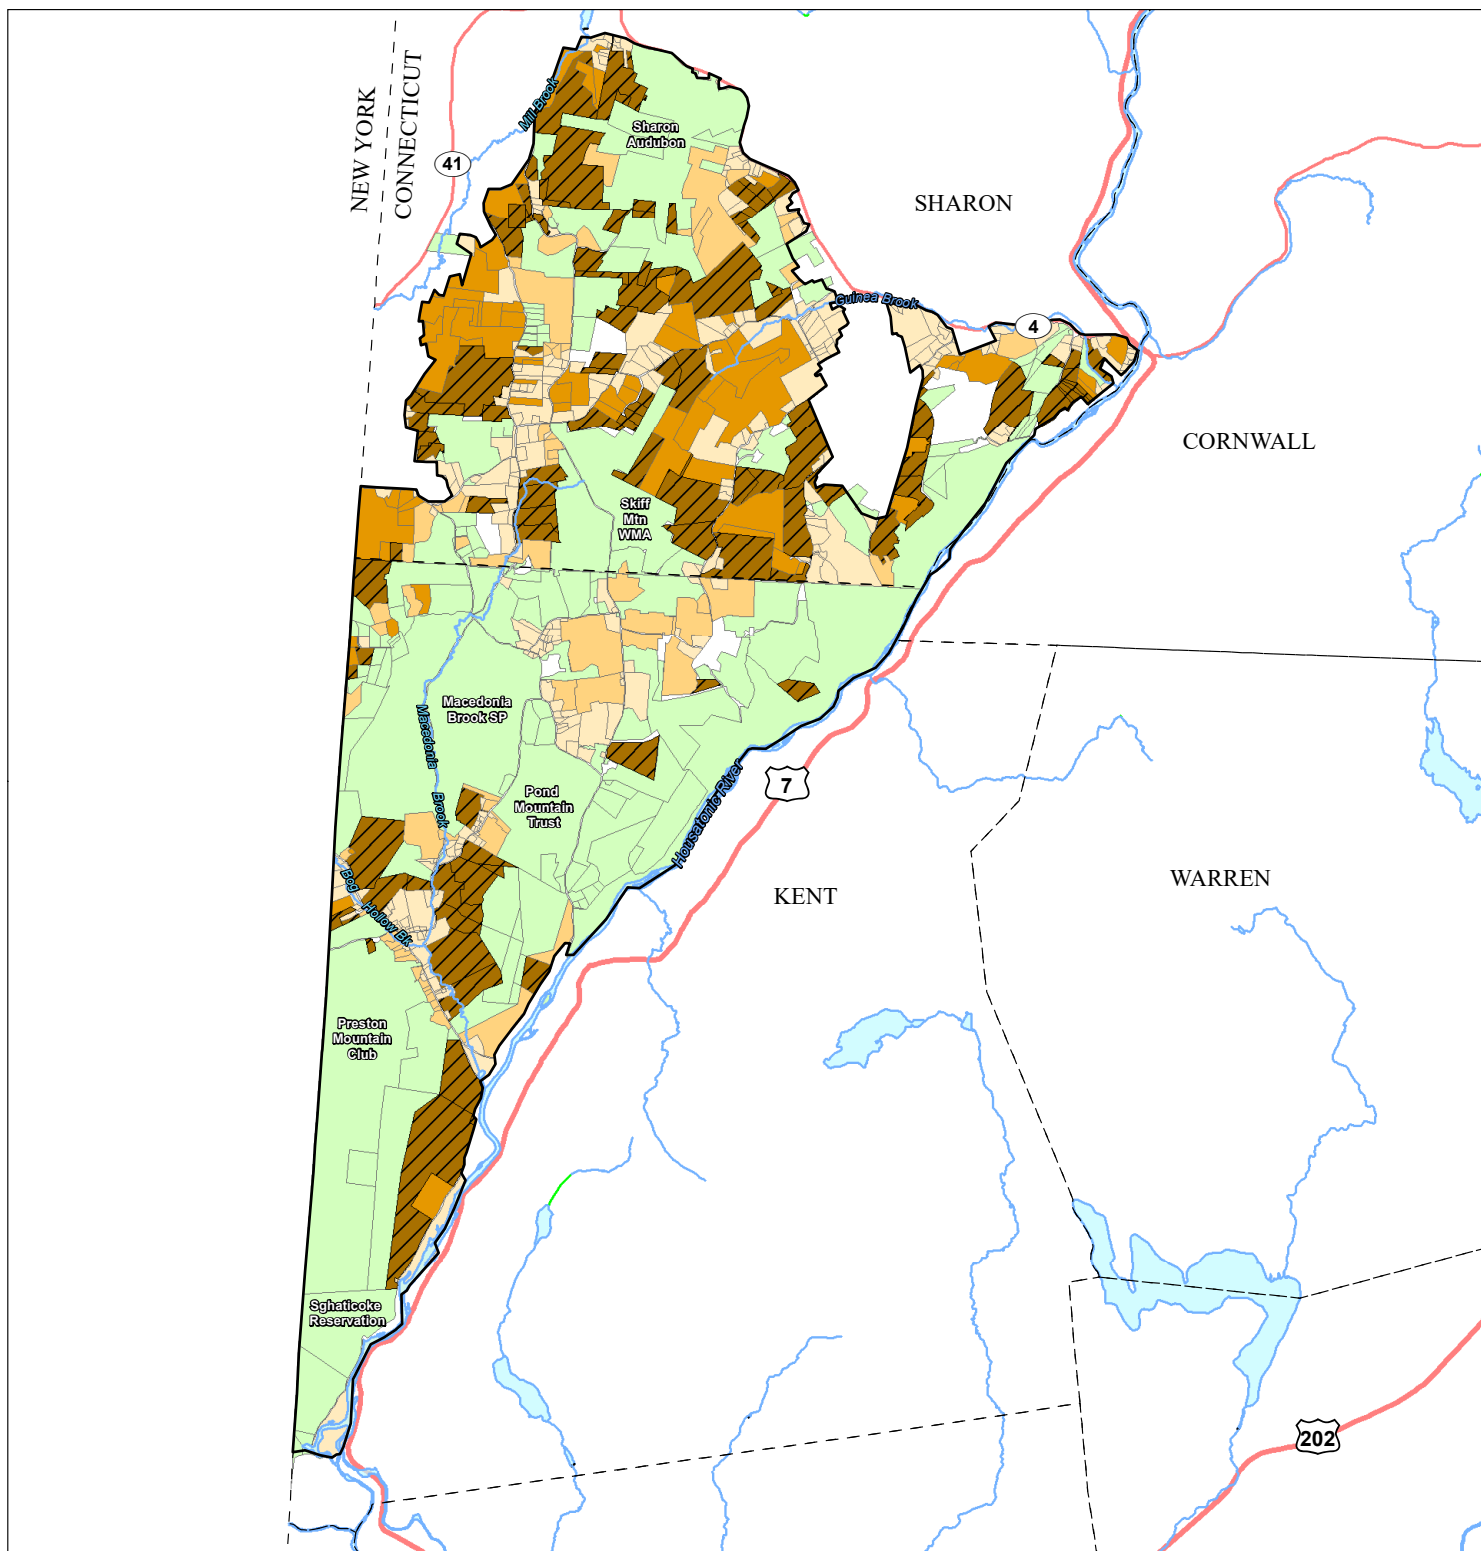 NEW YORK
CONNECTICUT
Mill Brook
41
Sharon
Audubon
SHARON
Guinea Brook
4
CORNWALL
Skiff
Mtn
WMA
Macedonia
Brook SP
Macedonia
Brook
Pond
Mountain
Trust
Housatonic River
7
KENT
WARREN
Bog
Hollow Bk
Preston
Mountain
Club
Sghaticoke
Reservation
202